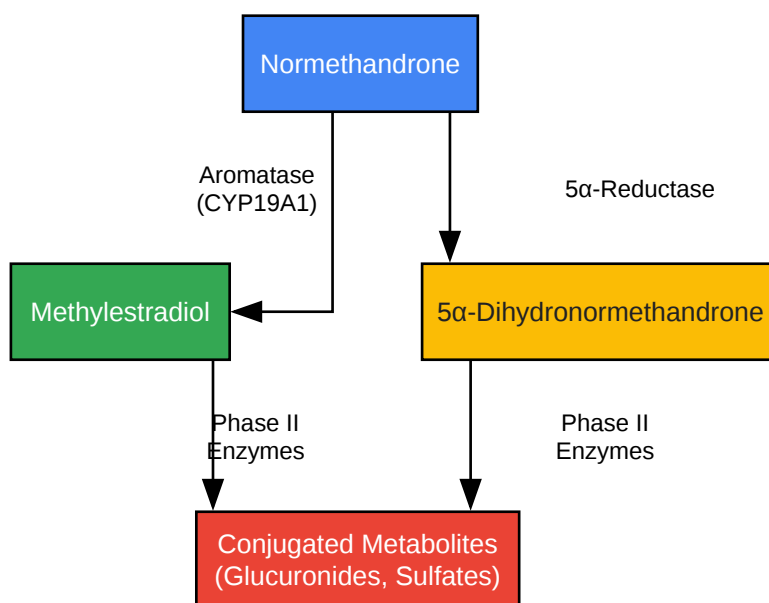 Normethandrone
Aromatase
(CYP19A1)
5α-Reductase
Methylestradiol
5α-Dihydronormethandrone
Phase II
Enzymes
Phase II
Enzymes
Conjugated Metabolites
(Glucuronides, Sulfates)